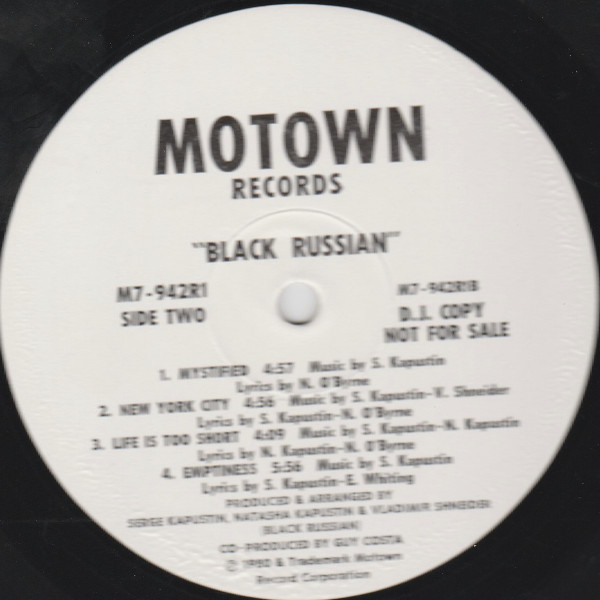 MOTOWN
RECORDS
"BLACK RUSSIAN"
M7-942R1
SIDE TWO
M7-942R1B
D.J. COPY
NOT FOR SALE
1. MYSTIFIED 4:57 Music by S. Kapustin
Lyrics by N. O'Byrne
2. NEW YORK CITY 4:56 Music by S. Kapustin-V. Shneider
Lyrics by S. Kapustin-N. O'Byrne
3. LIFE IS TOO SHORT 4:09 Music by S. Kapustin-N. Kapustin
Lyrics by N. Kapustin-N. O'Byrne
4. EMPTINESS 5:56 Music by S. Kapustin
Lyrics by S. Kapustin-E. Whiting
PRODUCED & ARRANGED BY
SERGE KAPUSTIN, NATASHA KAPUSTIN & VLADIMIR SHNEIDER
(BLACK RUSSIAN)
CO-PRODUCED BY GUY COSTA
© 1980 & Trademark Motown
Record Corporation